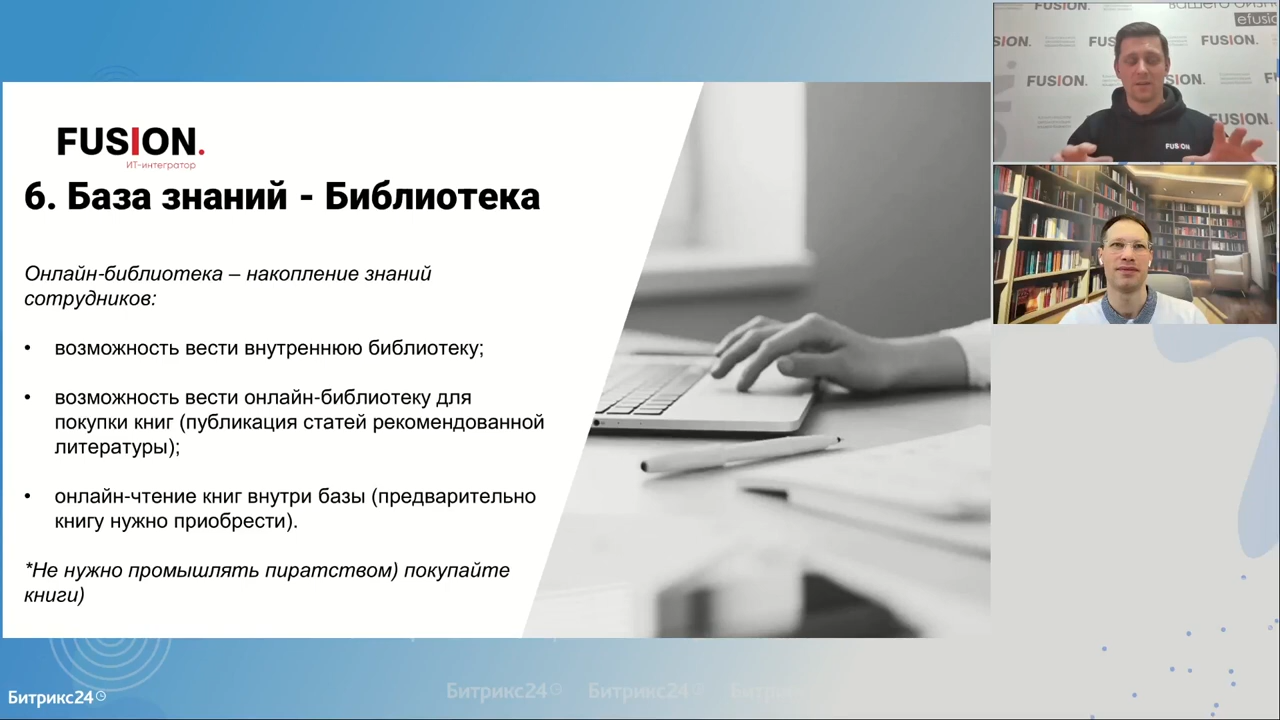 FUSION.
ИТ-интегратор
6. База знаний - Библиотека
Онлайн-библиотека – накопление знаний
сотрудников:
• возможность вести внутреннюю библиотеку;
• возможность вести онлайн-библиотеку для
покупки книг (публикация статей рекомендованной
литературы);
• онлайн-чтение книг внутри базы (предварительно
книгу нужно приобрести).
*Не нужно промышлять пиратством) покупайте
книги)
Битрикс24
Битрикс24
Битрикс24
FUSION.
FUSION.
FUSION.
FUSION.